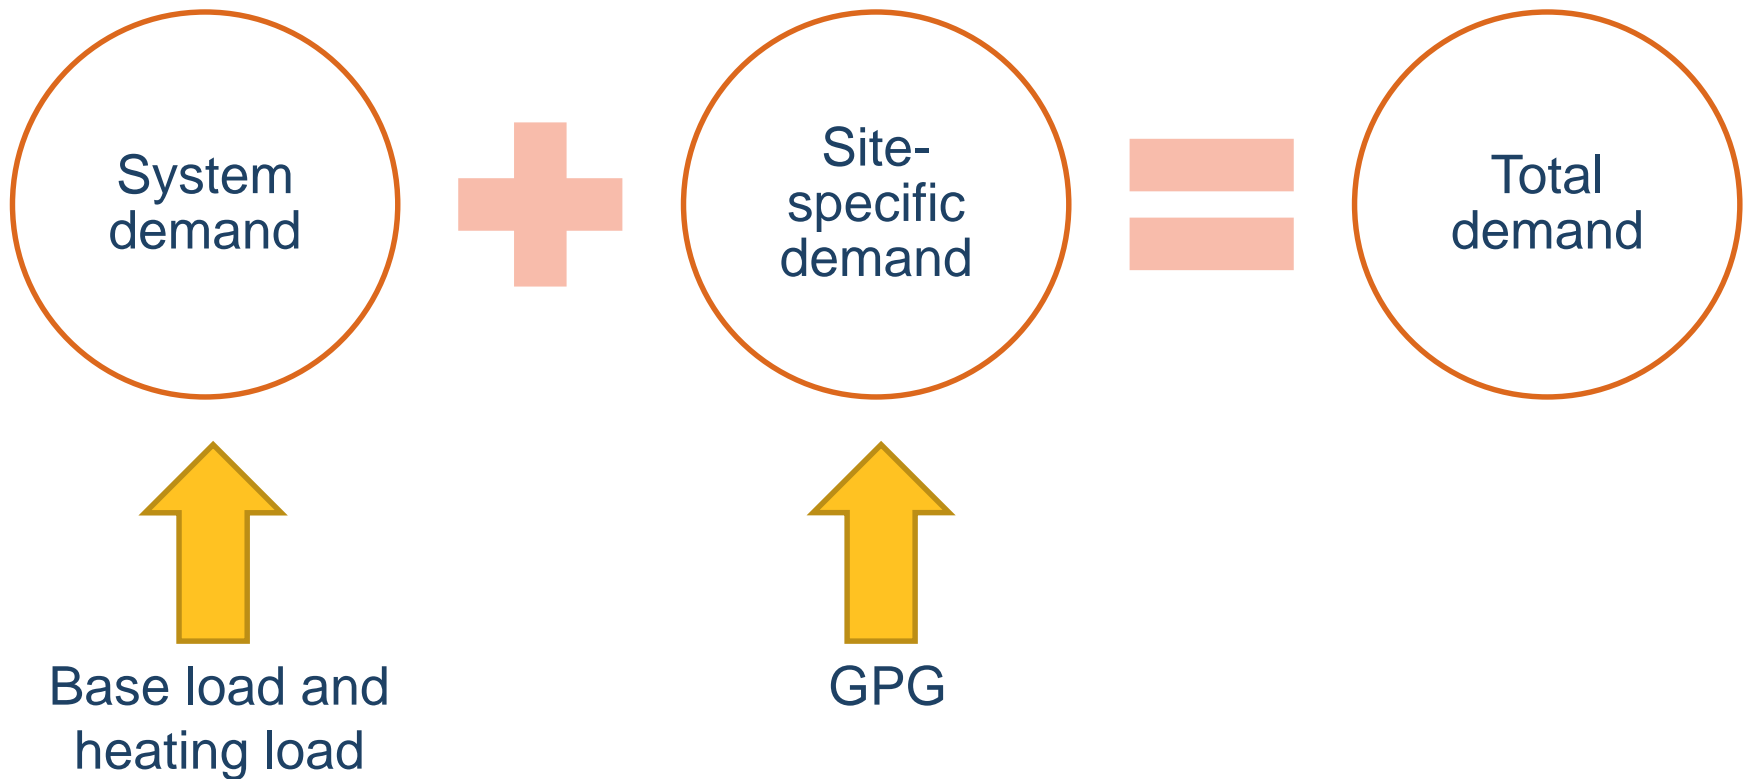 System
demand
Site-
specific
demand
Total
demand
Base load and
heating load
GPG